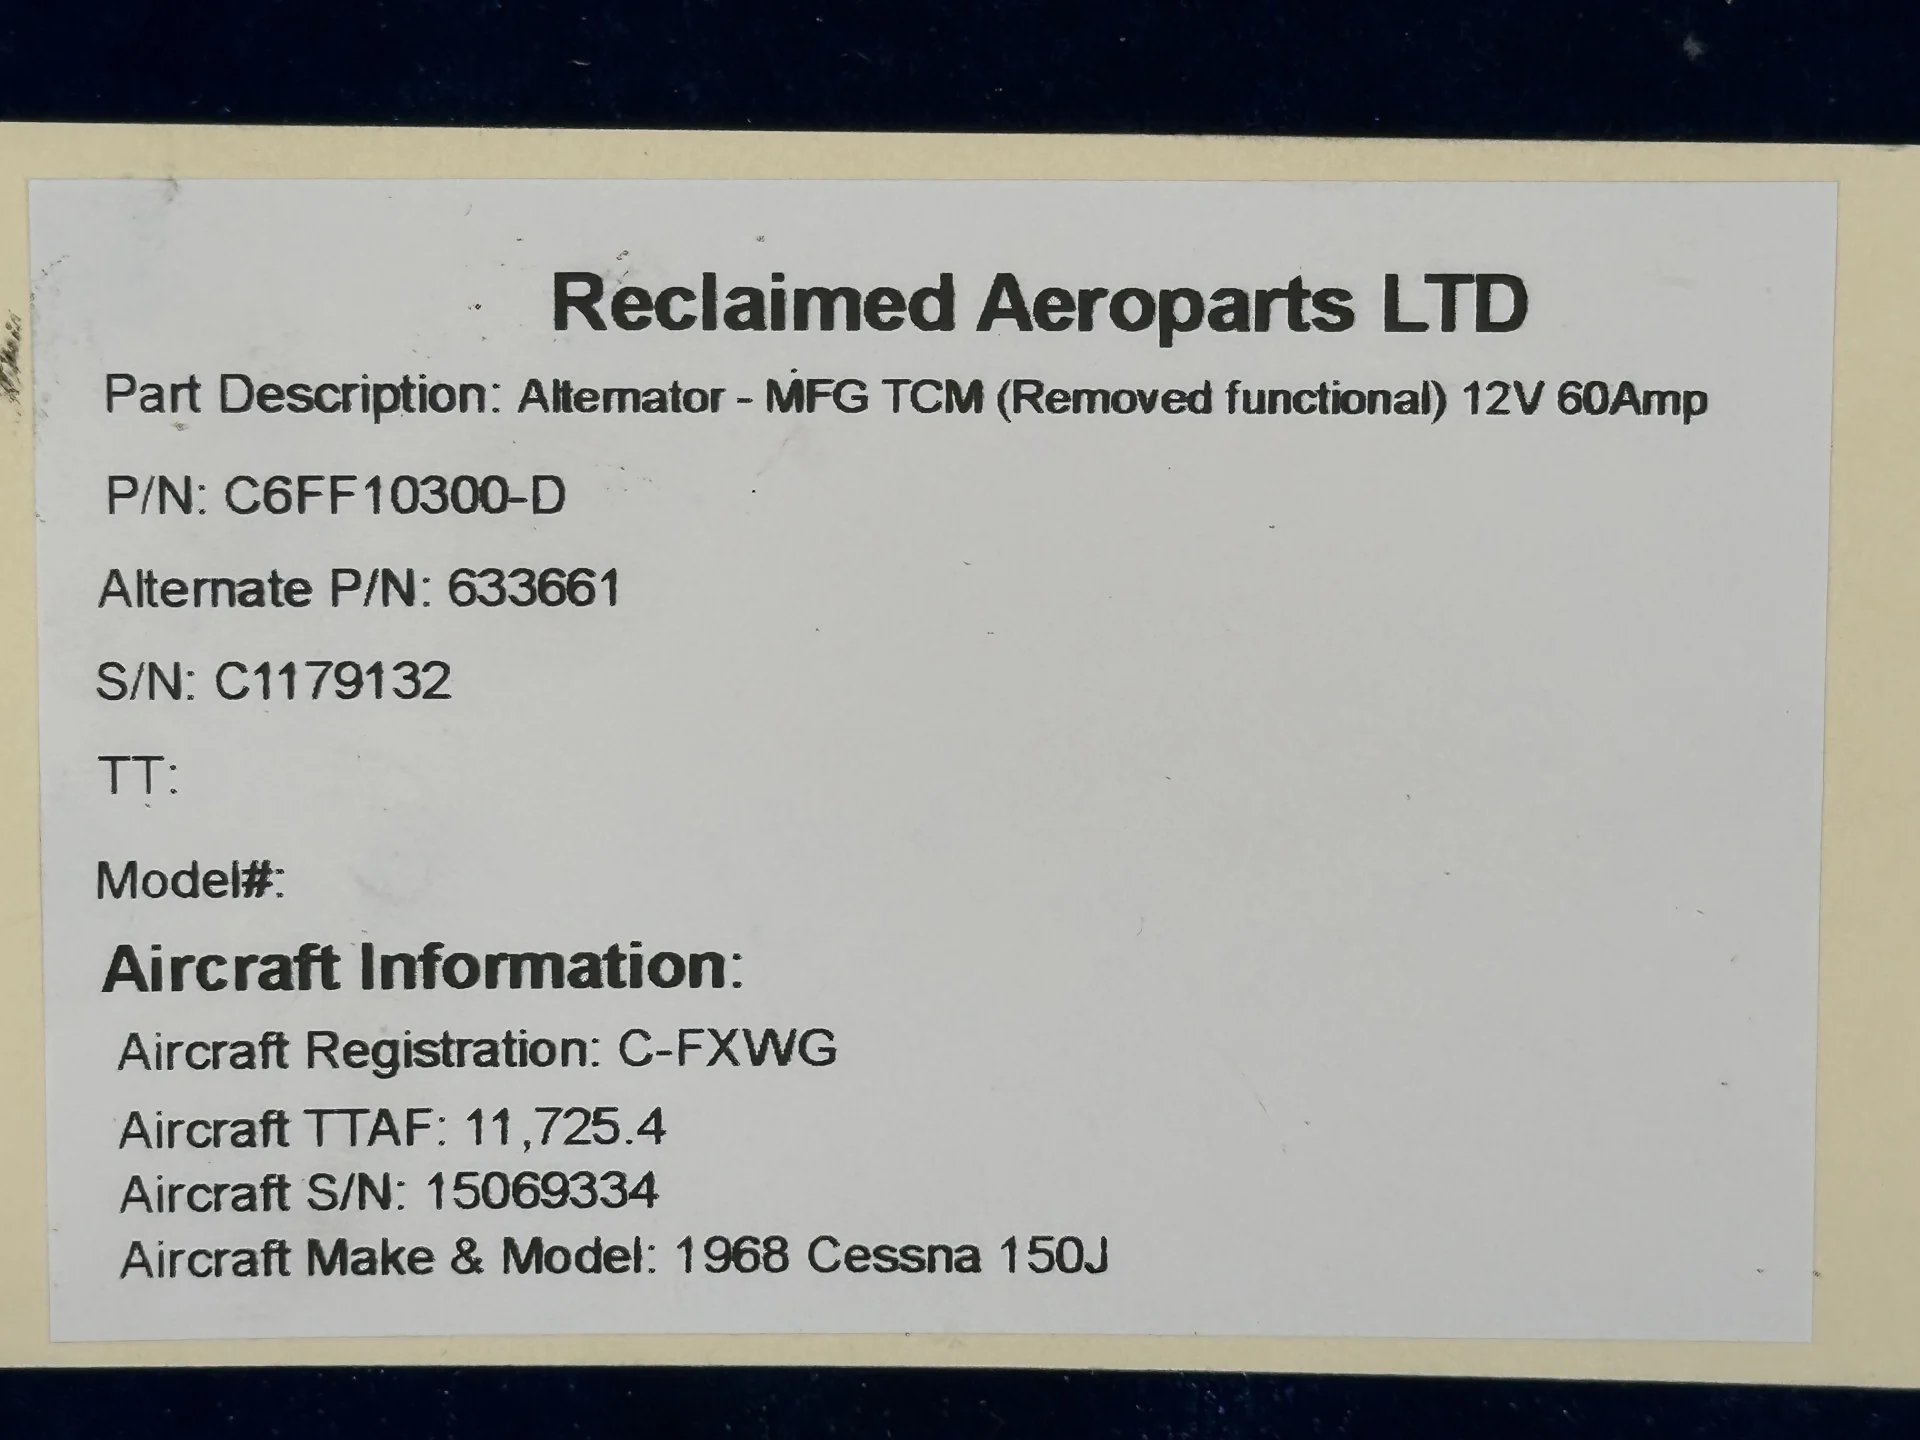 Reclaimed Aeroparts LTD
Part Description: Alternator - MFG TCM (Removed functional) 12V 60Amp
P/N: C6FF10300-D
Alternate P/N: 633661
S/N: C1179132
TT:
Model#:
Aircraft Information:
Aircraft Registration: C-FXWG
Aircraft TTAF: 11,725.4
Aircraft S/N: 15069334
Aircraft Make & Model: 1968 Cessna 150J